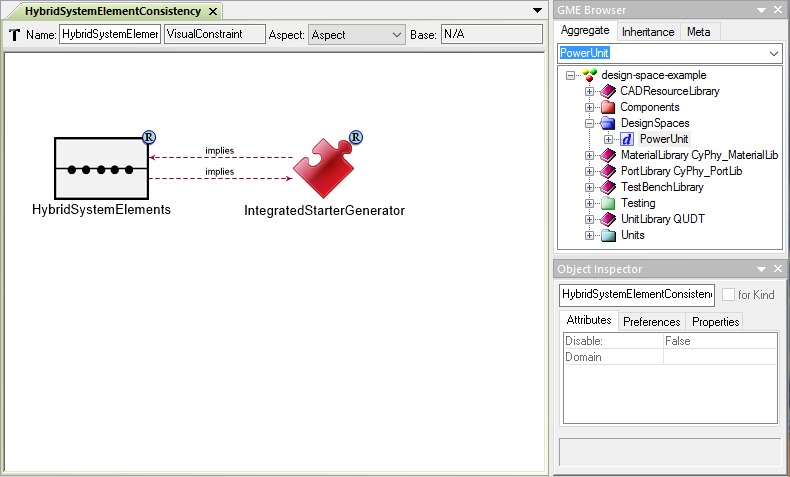 HybridSystemElementConsistency
Name: HybridSystemElemer VisualConstraint Aspect: Aspect Base: N/A
implies
implies
HybridSystemElements
IntegratedStarterGenerator
GME Browser
Aggregate Inheritance Meta
PowerUnit
design-space-example
CADResourceLibrary
Components
DesignSpaces
d PowerUnit
MaterialLibrary CyPhy_MaterialLib
PortLibrary CyPhy_PortLib
TestBenchLibrary
Testing
UnitLibrary QUDT
Units
Object Inspector
HybridSystemElementConsisten for Kind
Attributes Preferences Properties
Disable: False
Domain